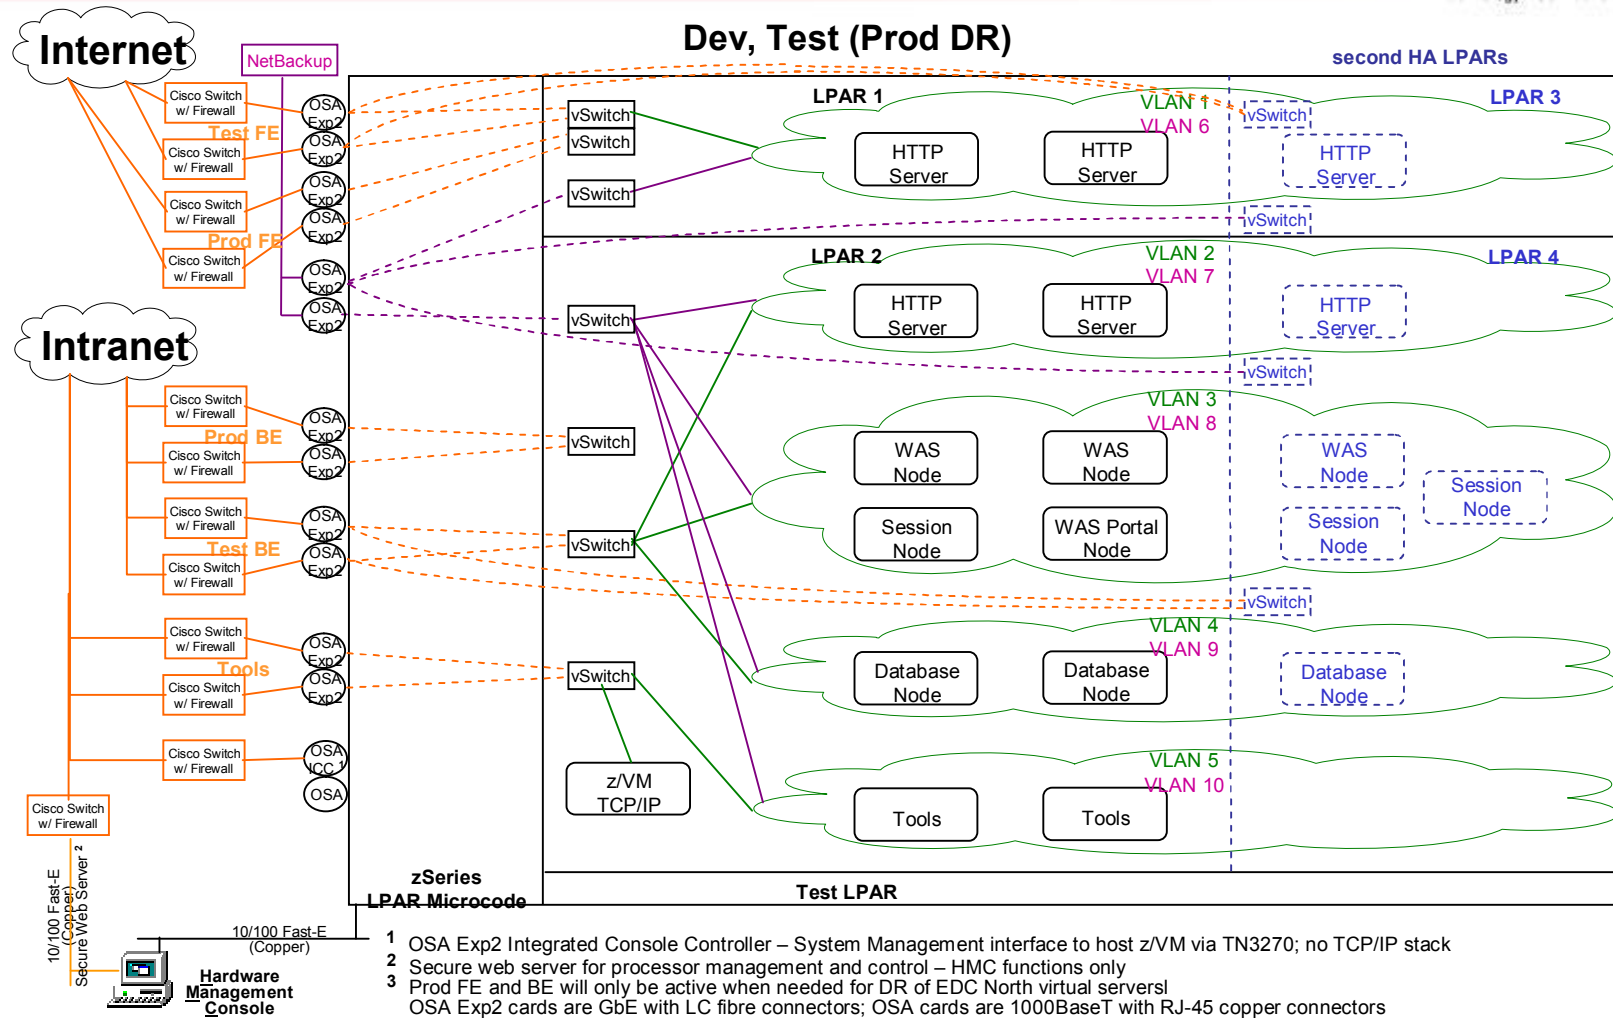 Dev, Test (Prod DR)
second HA LPARs
Internet
NetBackup
Cisco Switch
w/ Firewall
OSA
Exp2
Test FE
Cisco Switch
w/ Firewall
OSA
Exp2
Cisco Switch
w/ Firewall
OSA
Exp2
Prod FE
Cisco Switch
w/ Firewall
OSA
Exp2
OSA
Exp2
OSA
Exp2
Intranet
Cisco Switch
w/ Firewall
OSA
Exp2
Prod BE
Cisco Switch
w/ Firewall
OSA
Exp2
Cisco Switch
w/ Firewall
OSA
Exp2
Test BE
Cisco Switch
w/ Firewall
OSA
Exp2
Cisco Switch
w/ Firewall
OSA
Exp2
Tools
Cisco Switch
w/ Firewall
OSA
Exp2
Cisco Switch
w/ Firewall
OSA
ICC 1
OSA
Cisco Switch
w/ Firewall
10/100 Fast-E
(Copper)
Secure Web Server 2
zSeries
LPAR Microcode
vSwitch
vSwitch
vSwitch
vSwitch
vSwitch
vSwitch
vSwitch
z/VM
TCP/IP
LPAR 1
VLAN 1
VLAN 6
LPAR 3
vSwitch
HTTP
Server
HTTP
Server
HTTP
Server
vSwitch
LPAR 2
VLAN 2
VLAN 7
LPAR 4
HTTP
Server
HTTP
Server
HTTP
Server
vSwitch
VLAN 3
VLAN 8
WAS
Node
WAS
Node
WAS
Node
Session
Node
Session
Node
WAS Portal
Node
Session
Node
vSwitch
VLAN 4
VLAN 9
Database
Node
Database
Node
Database
Node
VLAN 5
VLAN 10
Tools
Tools
Test LPAR
10/100 Fast-E
(Copper)
Hardware
Management
Console
1 OSA Exp2 Integrated Console Controller – System Management interface to host z/VM via TN3270; no TCP/IP stack
2 Secure web server for processor management and control – HMC functions only
3 Prod FE and BE will only be active when needed for DR of EDC North virtual serversl
OSA Exp2 cards are GbE with LC fibre connectors; OSA cards are 1000BaseT with RJ-45 copper connectors